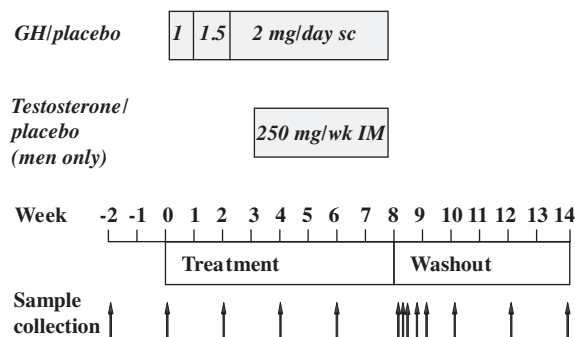 GH/placebo 1 1.5 2 mg/day sc
Testosterone/
placebo 250 mg/wk IM
(men only)
Week -2 -1 0 1 2 3 4 5 6 7 8 9 10 11 12 13 14
Treatment Washout
Sample
collection